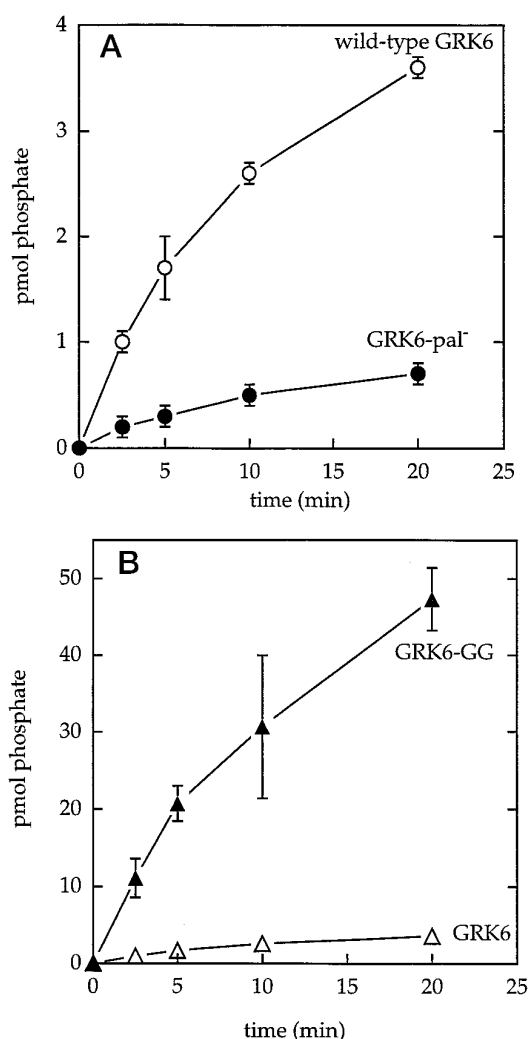 A
wild-type GRK6
GRK6-pal⁻
pmol phosphate
4
3
2
1
0
0 5 10 15 20 25
time (min)
B
GRK6-GG
GRK6
pmol phosphate
50
40
30
20
10
0
0 5 10 15 20 25
time (min)